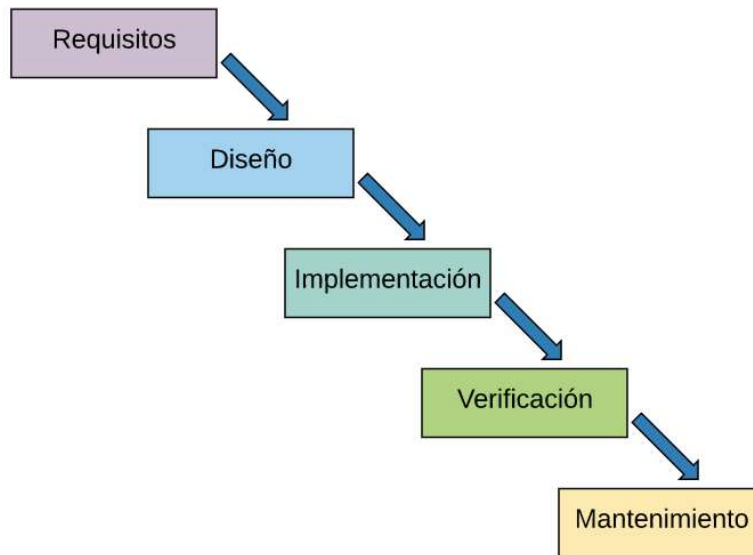 Requisitos
Diseño
Implementación
Verificación
Mantenimiento